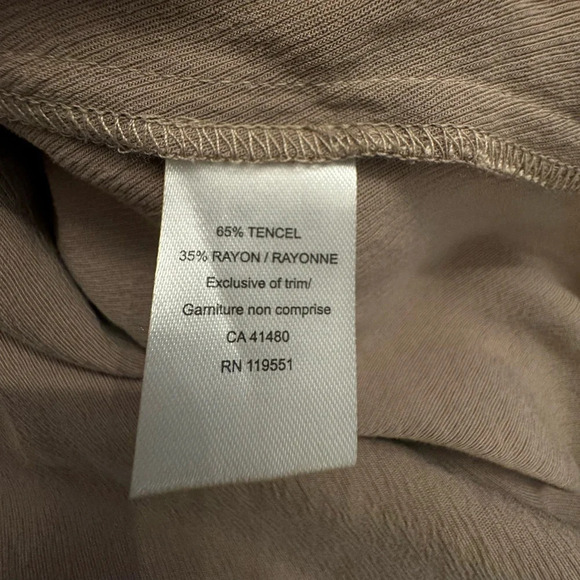 65% TENCEL
35% RAYON / RAYONNE
Exclusive of trim/
Garniture non comprise
CA 41480
RN 119551